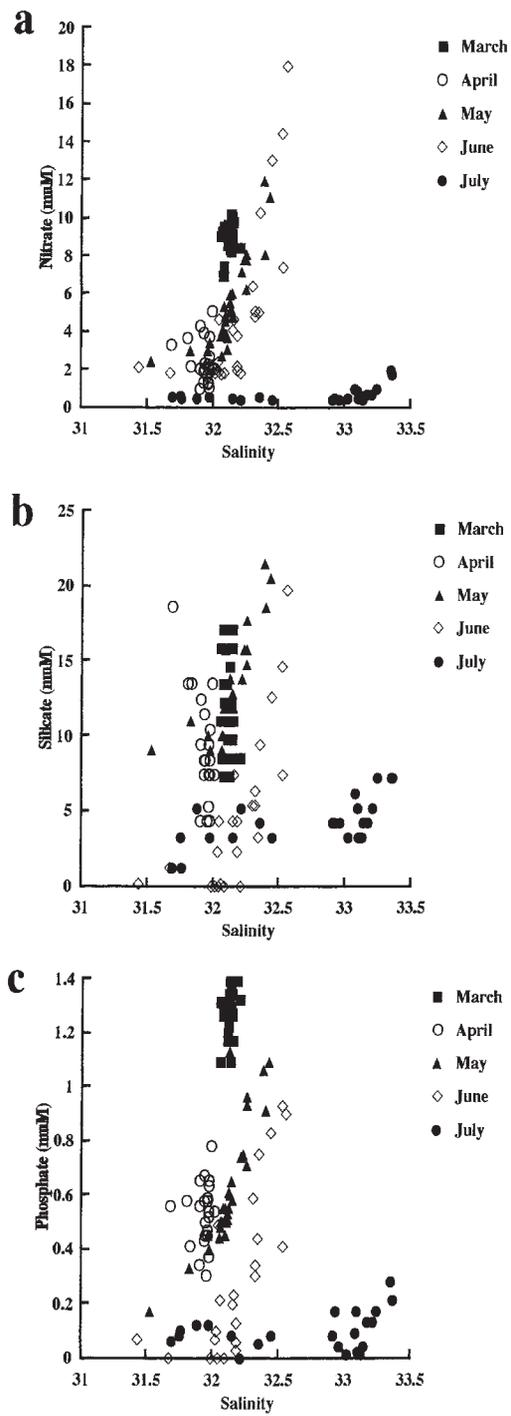 a
20
18
16
14
12
10
8
6
4
2
0
Nitrate (mmM)
31 31.5 32 32.5 33 33.5
Salinity
March
April
May
June
July
b
25
20
15
10
5
0
Silicate (mmM)
31 31.5 32 32.5 33 33.5
Salinity
March
April
May
June
July
c
1.4
1.2
1
0.8
0.6
0.4
0.2
0
Phosphate (mmM)
31 31.5 32 32.5 33 33.5
Salinity
March
April
May
June
July